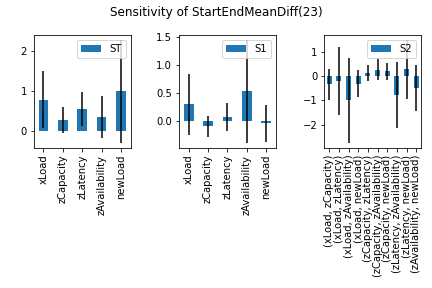 Sensitivity of StartEndMeanDiff(23)
ST
2
1
0
xLoad
zCapacity
zLatency
zAvailability
newLoad
S1
1.5
1.0
0.5
0.0
xLoad
zCapacity
zLatency
zAvailability
newLoad
S2
1
0
−1
−2
(xLoad, zCapacity)
(xLoad, zLatency)
(xLoad, zAvailability)
(xLoad, newLoad)
(zCapacity, zLatency)
(zCapacity, zAvailability)
(zCapacity, newLoad)
(zLatency, zAvailability)
(zLatency, newLoad)
(zAvailability, newLoad)